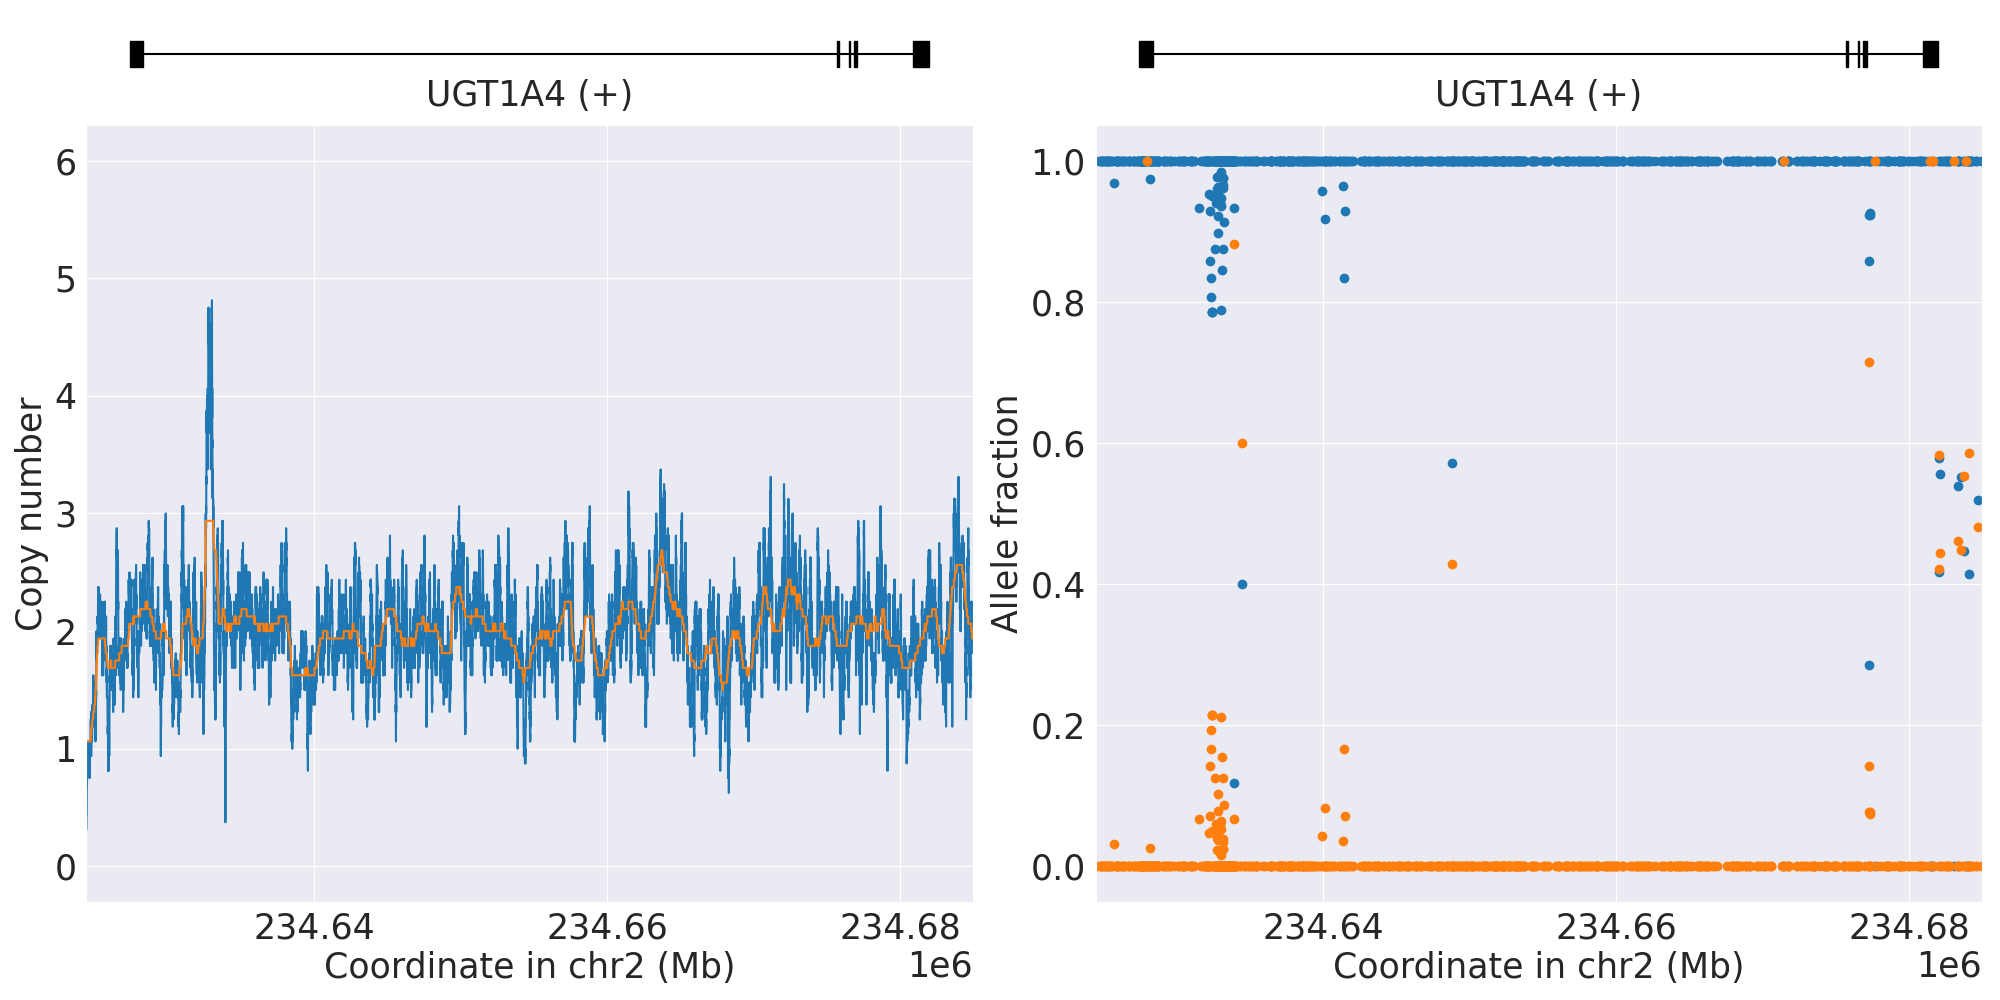 UGT1A4 (+)
6
5
4
3
2
1
0
Copy number
234.64 234.66 234.68
1e6
Coordinate in chr2 (Mb)
UGT1A4 (+)
1.0
0.8
0.6
0.4
0.2
0.0
Allele fraction
234.64 234.66 234.68
1e6
Coordinate in chr2 (Mb)